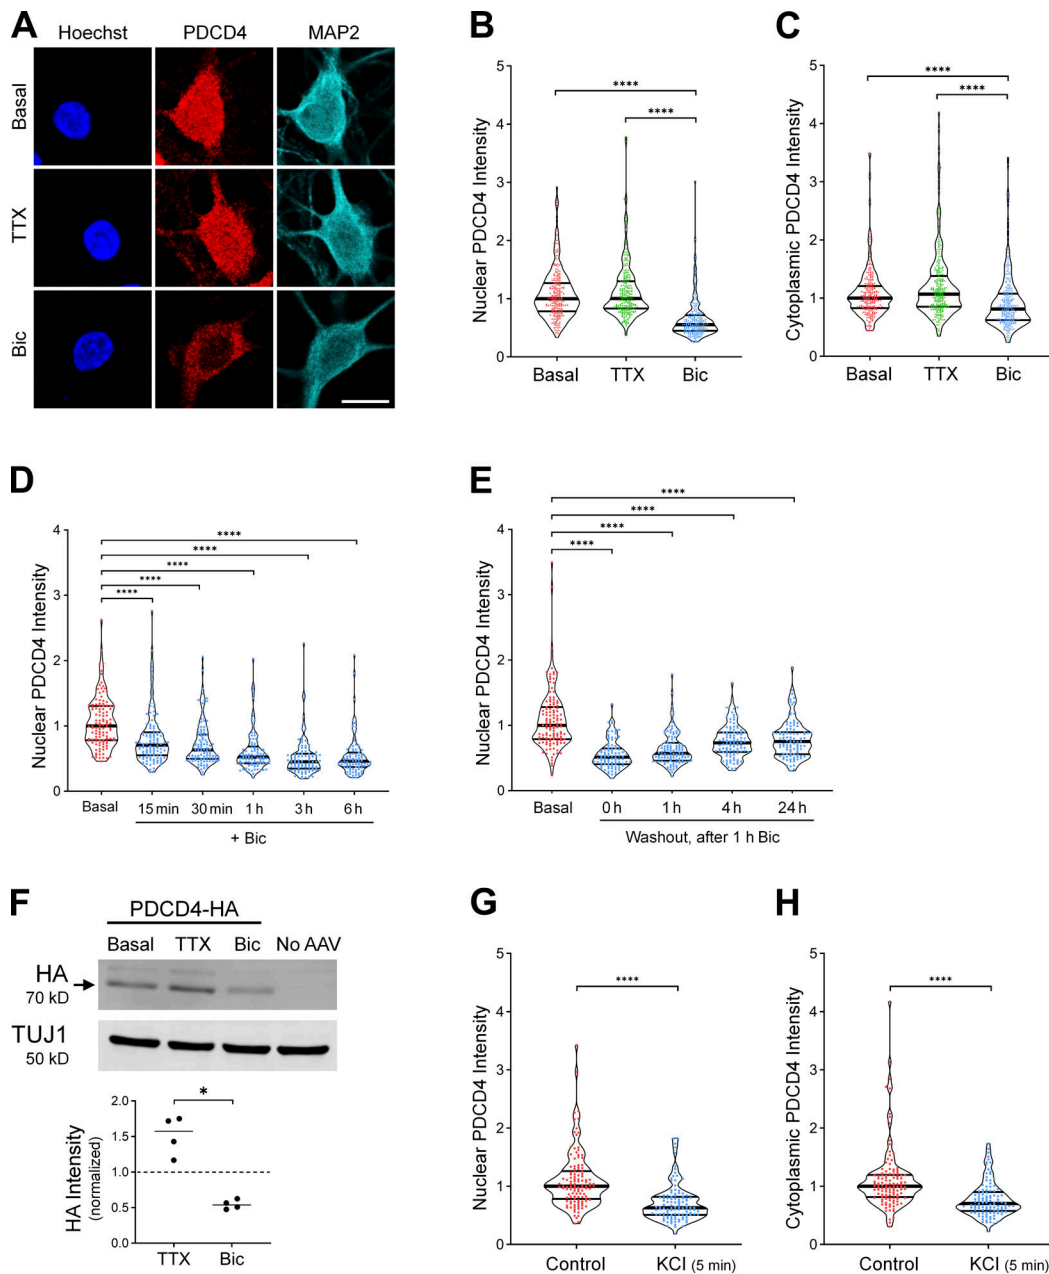 A
Hoechst PDCD4 MAP2
Basal
TTX
Bic
B
Nuclear PDCD4 Intensity
5
4
3
2
1
0
Basal TTX Bic
****
****
C
Cytoplasmic PDCD4 Intensity
5
4
3
2
1
0
Basal TTX Bic
****
****
D
Nuclear PDCD4 Intensity
4
3
2
1
0
****
****
****
****
****
Basal 15 min 30 min 1 h 3 h 6 h
+ Bic
E
Nuclear PDCD4 Intensity
4
3
2
1
0
****
****
****
****
Basal 0 h 1 h 4 h 24 h
Washout, after 1 h Bic
F
PDCD4-HA
Basal TTX Bic No AAV
HA
70 kD
TUJ1
50 kD
HA Intensity
(normalized)
2.0
1.5
1.0
0.5
0.0
*
TTX Bic
G
Nuclear PDCD4 Intensity
5
4
3
2
1
0
****
Control KCl (5 min)
H
Cytoplasmic PDCD4 Intensity
5
4
3
2
1
0
****
Control KCl (5 min)